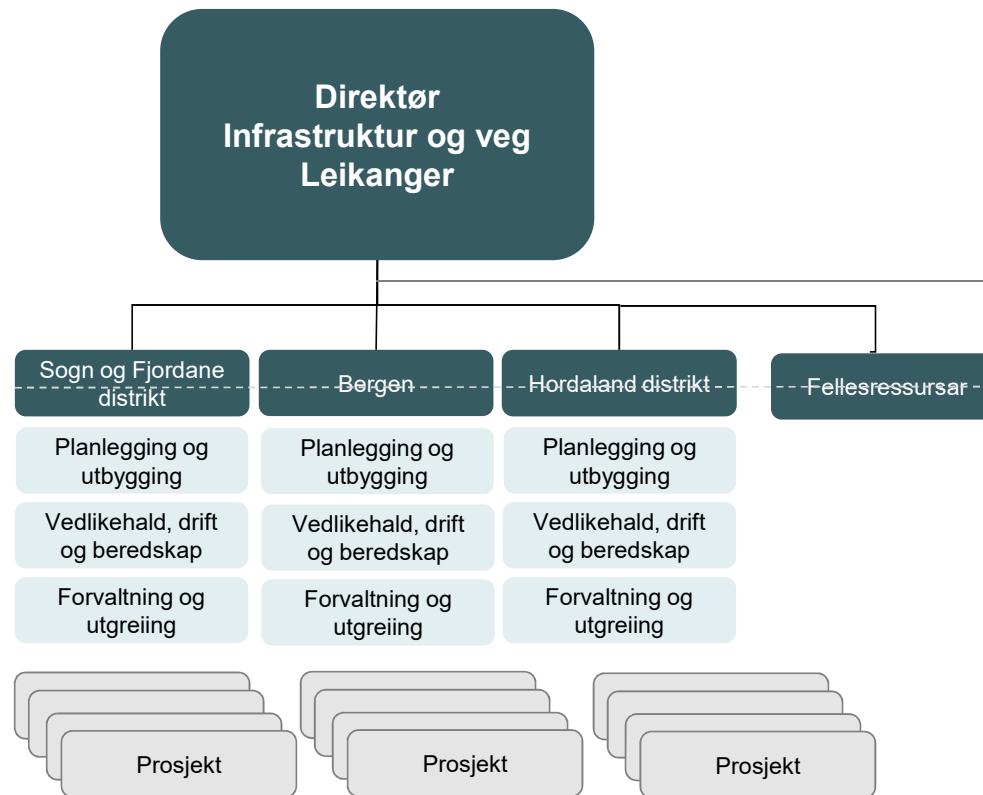 Direktør
Infrastruktur og veg
Leikanger
Sogn og Fjordane
distrikt
Bergen
Hordaland distrikt
Fellesressursar
Planlegging og
utbygging
Planlegging og
utbygging
Planlegging og
utbygging
Vedlikehald, drift
og beredskap
Vedlikehald, drift
og beredskap
Vedlikehald, drift
og beredskap
Forvaltning og
utgreiing
Forvaltning og
utgreiing
Forvaltning og
utgreiing
Prosjekt
Prosjekt
Prosjekt